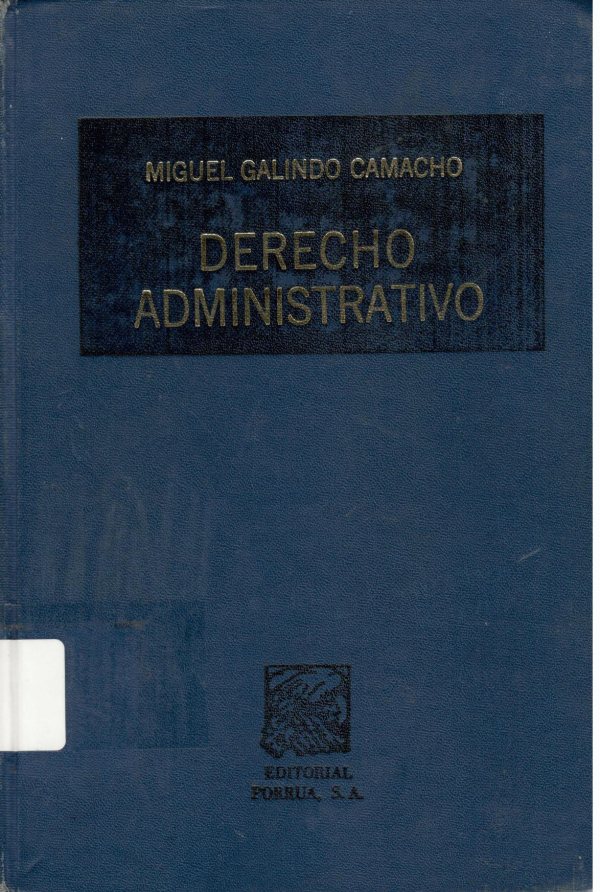 MIGUEL GALINDO CAMACHO
DERECHO
ADMINISTRATIVO
EDITORIAL
PORRUA, S. A.